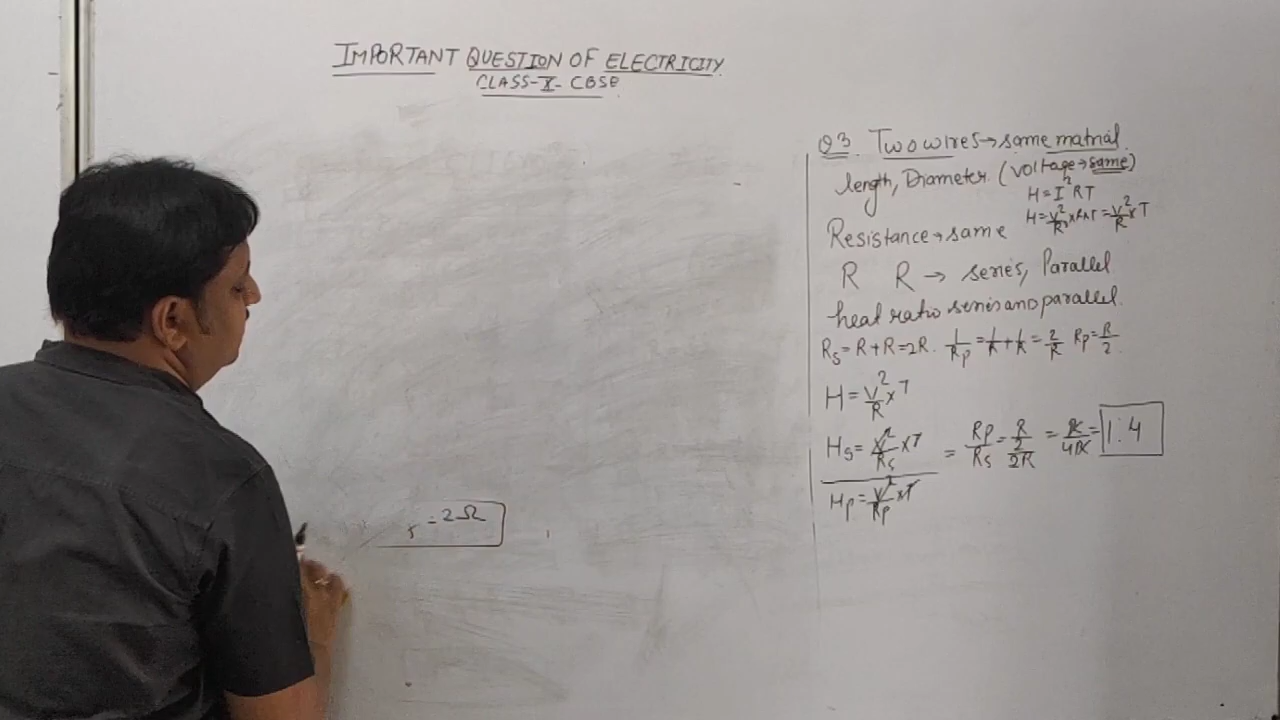 IMPORTANT QUESTION OF ELECTRICITY
CLASS-X-CBSE
Q3. Two wires→same matrial.
length, Diameter. (voltage→same)
H=I²RT
Resistance→same
H=V²/R²×R×T=V²/R×T
R R → series, Parallel
heat ratio series and parallel.
Rs=R+R=2R. 1/Rp=1/R+1/R=2/R Rp=R/2.
H=V²/R×T
Hs=V²/Rs×T
Hp=V²/Rp×T
=Rp/Rs=R/2/2R=R/4R=1:4
=2Ω